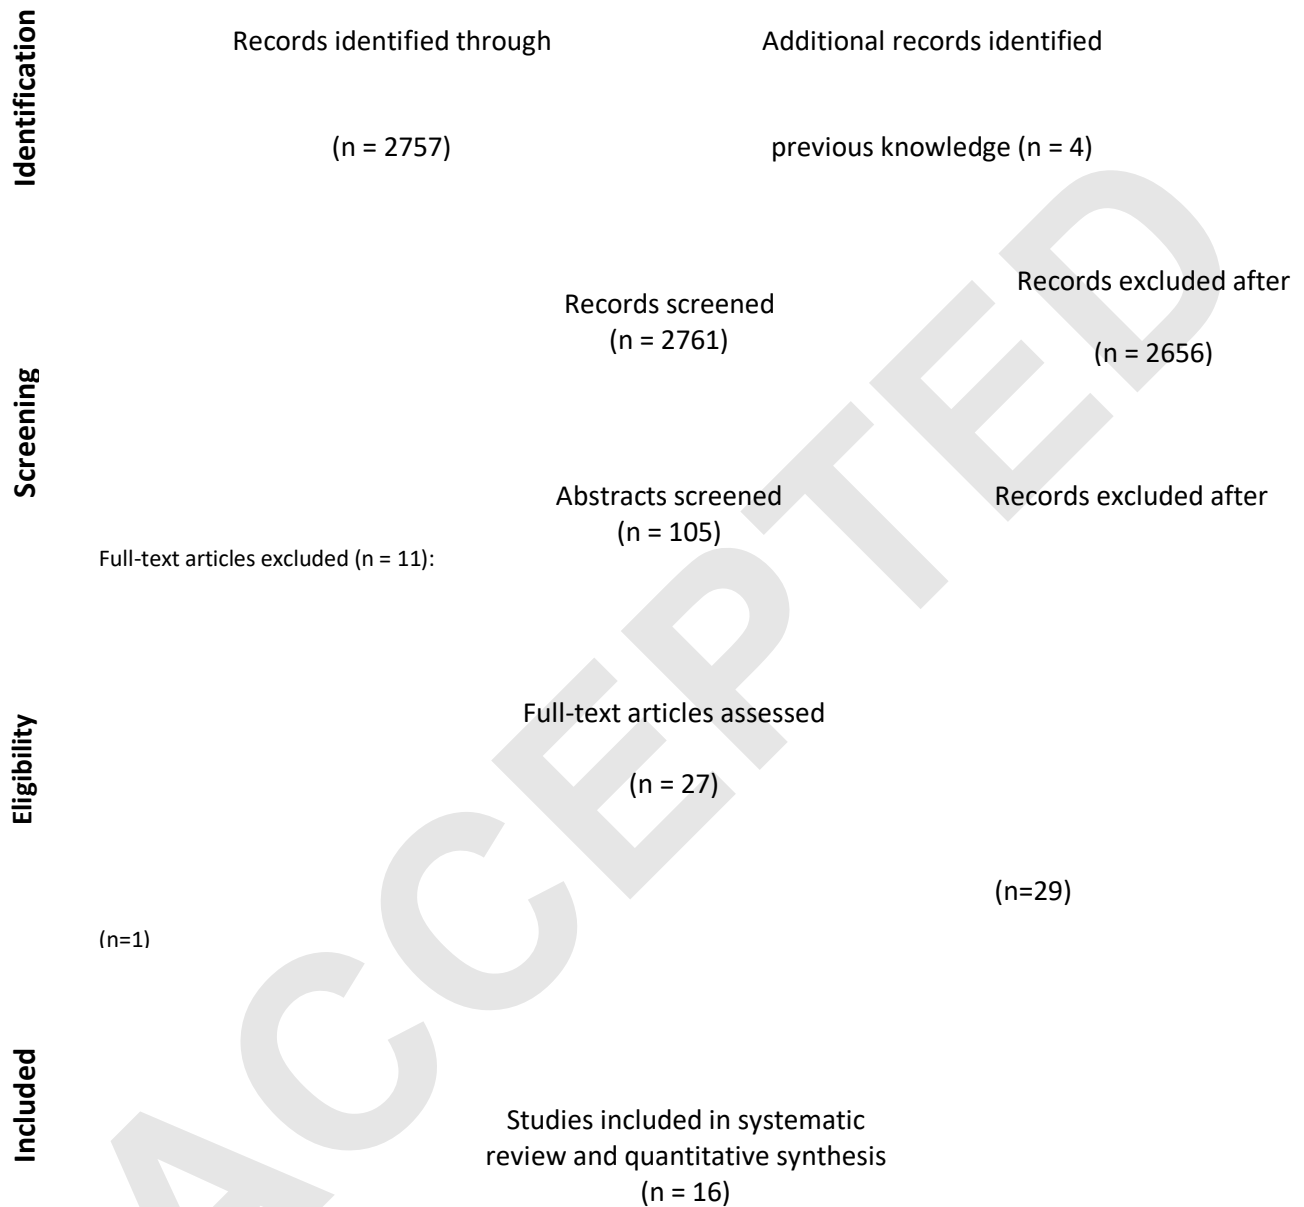 Identification
Records identified through
Additional records identified
(n = 2757)
previous knowledge (n = 4)
Screening
Records screened
(n = 2761)
Records excluded after
(n = 2656)
Abstracts screened
(n = 105)
Records excluded after
Full-text articles excluded (n = 11):
Eligibility
Full-text articles assessed
(n = 27)
(n=29)
(n=1)
Included
Studies included in systematic
review and quantitative synthesis
(n = 16)
ACCEPTED